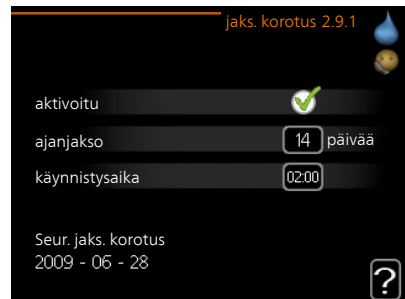 jaks. korotus 2.9.1
aktivoitu
ajanjakso 14 päivää
käynnistysaika 02:00
Seur. jaks. korotus
2009 - 06 - 28
?